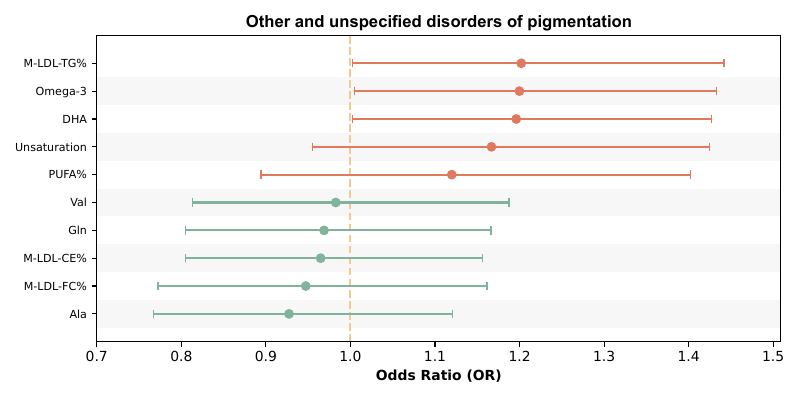 Other and unspecified disorders of pigmentation
M-LDL-TG%
Omega-3
DHA
Unsaturation
PUFA%
Val
Gln
M-LDL-CE%
M-LDL-FC%
Ala
0.7 0.8 0.9 1.0 1.1 1.2 1.3 1.4 1.5
Odds Ratio (OR)